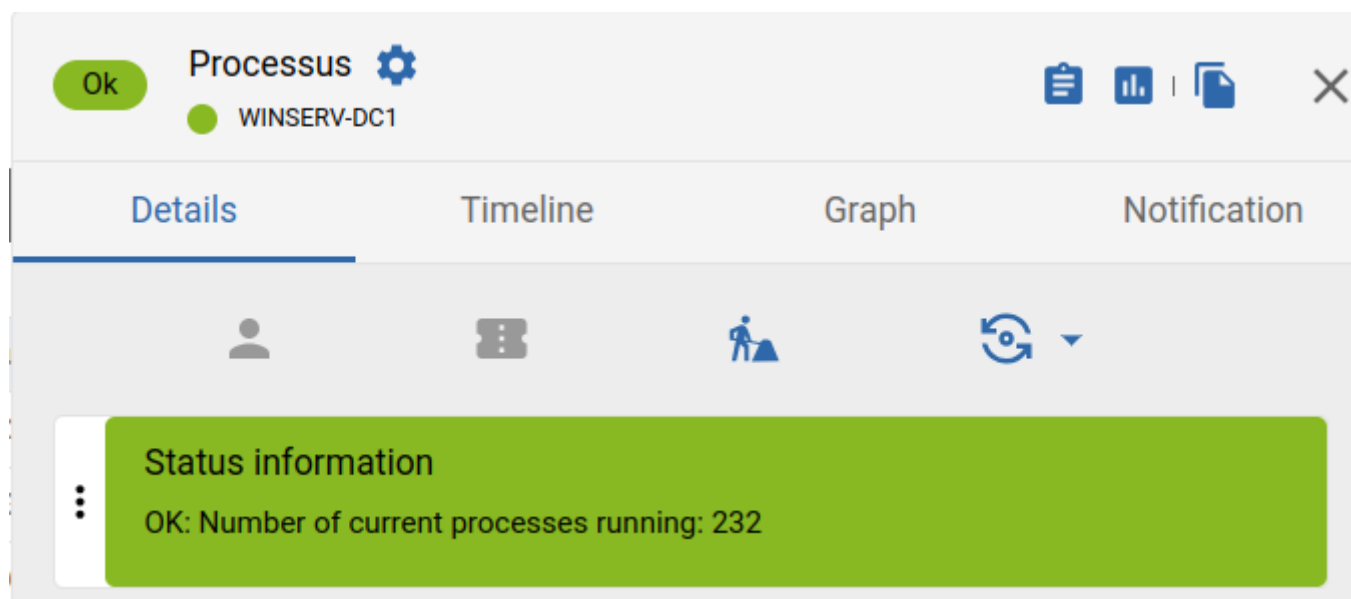 Ok
Processus
WINSERV-DC1
Details
Timeline
Graph
Notification
Status information
OK: Number of current processes running: 232